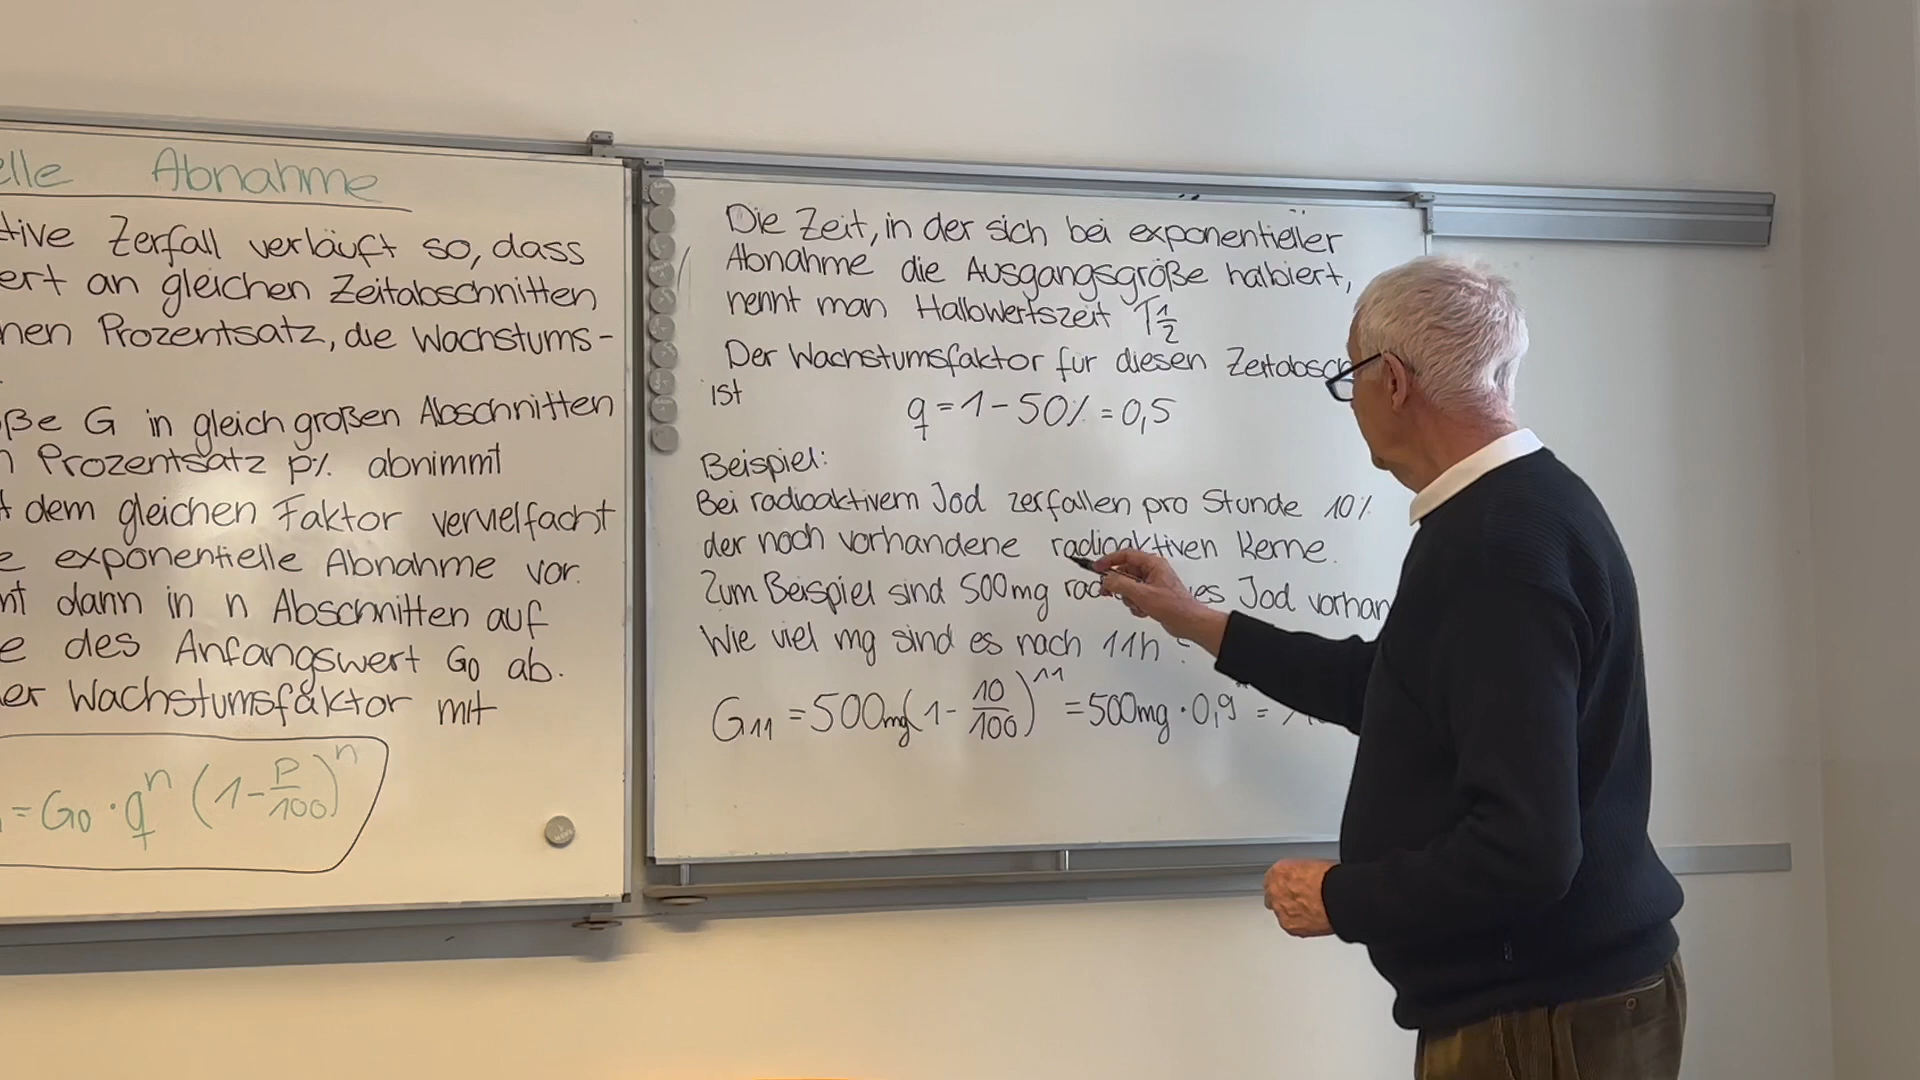 elle Abnahme
tive Zerfall verläuft so, dass
ert an gleichen Zeitabschnitten
nen Prozentsatz, die Wachstums-
ße G in gleich großen Abschnitten
n Prozentsatz p% abnimmt
t dem gleichen Faktor vervielfacht
e exponentielle Abnahme vor.
nt dann in n Abschnitten auf
e des Anfangswert G₀ ab.
er Wachstumsfaktor mit
= G₀ · qⁿ (1 - p/100)ⁿ
Die Zeit, in der sich bei exponentieller
Abnahme die Ausgangsgröße halbiert,
nennt man Halbwertszeit T½
Der Wachstumsfaktor für diesen Zeitabsch
ist
q = 1 - 50% = 0,5
Beispiel:
Bei radioaktivem Jod zerfallen pro Stunde 10%
der noch vorhandene radioaktiven Kerne.
Zum Beispiel sind 500mg rad es Jod vorhan
Wie viel mg sind es nach 11h ?
G₁₁ = 500mg(1 - 10/100)¹¹ = 500mg · 0,9 =